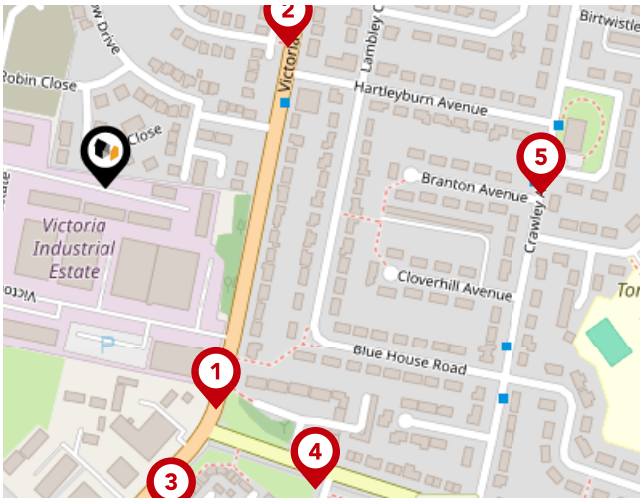 2
Lambley C
Birtwistle
w Drive
Victoria
Robin Close
Hartleyburn Avenue
Close
5
Branton Avenue
Crawley A
Victoria
Industrial
Estate
Cloverhill Avenue
Tor
Victo
P
Blue House Road
1
4
3